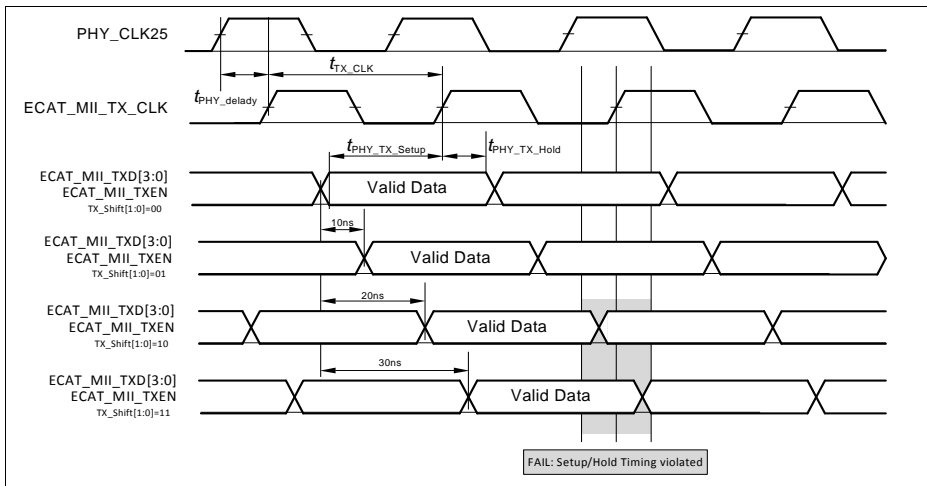 PHY_CLK25
tTX_CLK
tPHY_delady
ECAT_MII_TX_CLK
tPHY_TX_Setup
tPHY_TX_Hold
ECAT_MII_TXD[3:0]
ECAT_MII_TXEN
TX_Shift[1:0]=00
Valid Data
10ns
ECAT_MII_TXD[3:0]
ECAT_MII_TXEN
TX_Shift[1:0]=01
Valid Data
20ns
ECAT_MII_TXD[3:0]
ECAT_MII_TXEN
TX_Shift[1:0]=10
Valid Data
30ns
ECAT_MII_TXD[3:0]
ECAT_MII_TXEN
TX_Shift[1:0]=11
Valid Data
FAIL: Setup/Hold Timing violated